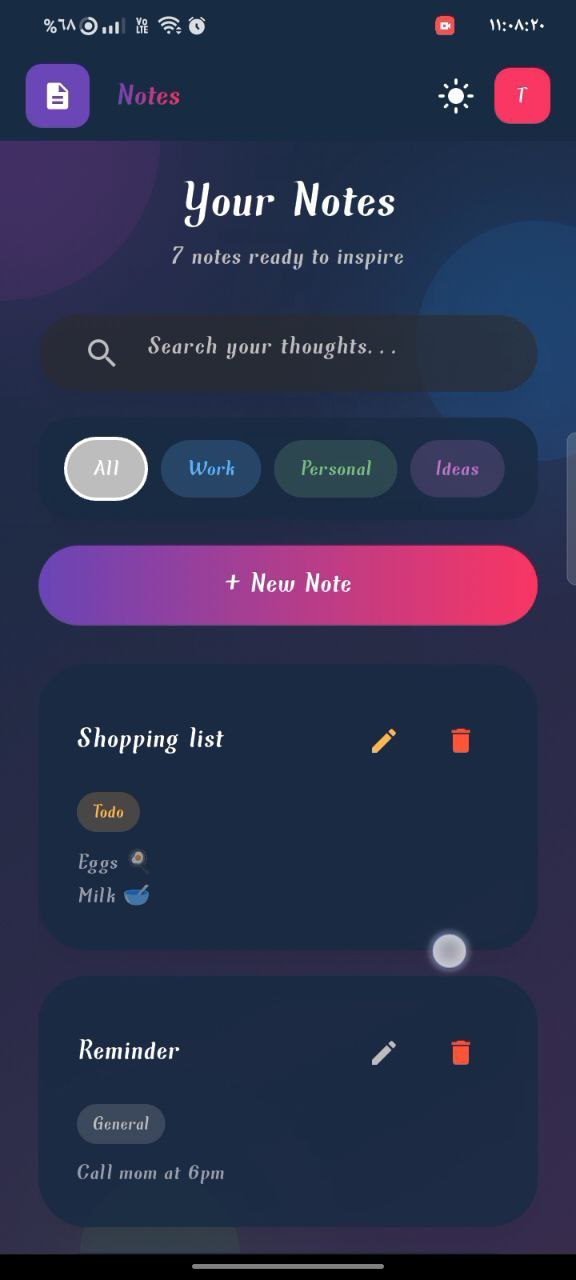 %٦٨ Vo LTE ١١:٠٨:٢٠
Notes T
Your Notes
7 notes ready to inspire
Search your thoughts...
All Work Personal Ideas
+ New Note
Shopping list
Todo
Eggs 🍳
Milk 🥣
Reminder
General
Call mom at 6pm